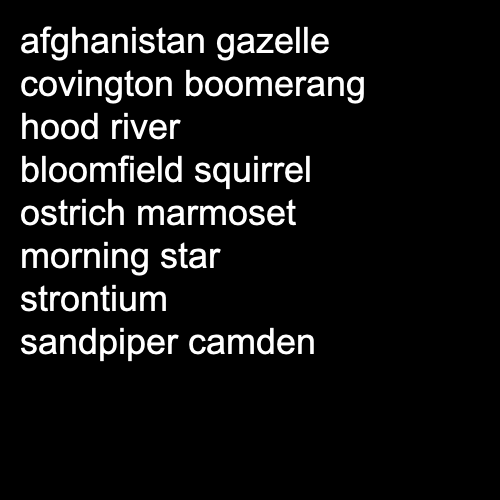 afghanistan gazelle
covington boomerang
hood river
bloomfield squirrel
ostrich marmoset
morning star
strontium
sandpiper camden